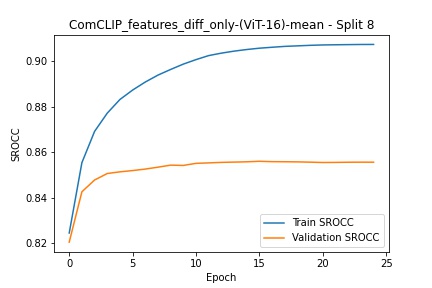 ComCLIP_features_diff_only-(ViT-16)-mean - Split 8
0.90
0.88
0.86
0.84
0.82
SROCC
Train SROCC
Validation SROCC
0 5 10 15 20 25
Epoch